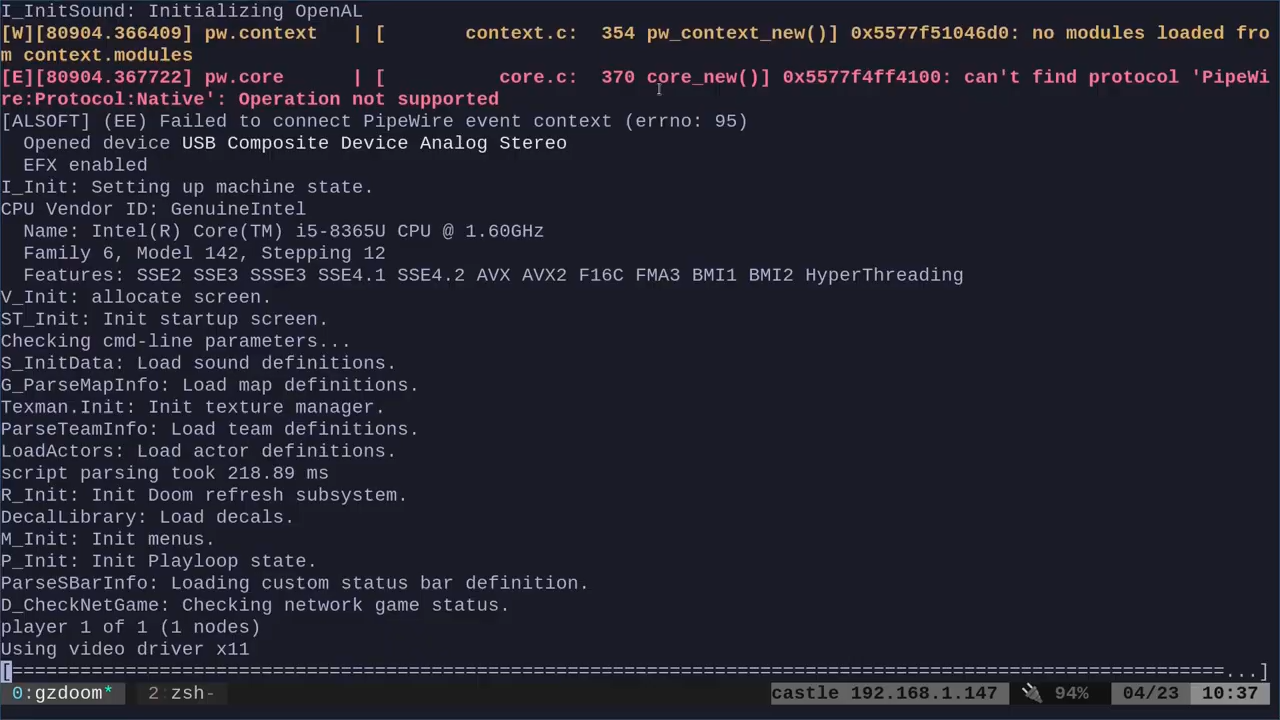 I_InitSound: Initializing OpenAL
[W][80904.366409] pw.context   | [       context.c:  354 pw_context_new()] 0x5577f51046d0: no modules loaded fro
m context.modules
[E][80904.367722] pw.core      | [          core.c:  370 core_new()] 0x5577f4ff4100: can't find protocol 'PipeWi
re:Protocol:Native': Operation not supported
[ALSOFT] (EE) Failed to connect PipeWire event context (errno: 95)
  Opened device USB Composite Device Analog Stereo
  EFX enabled
I_Init: Setting up machine state.
CPU Vendor ID: GenuineIntel
  Name: Intel(R) Core(TM) i5-8365U CPU @ 1.60GHz
  Family 6, Model 142, Stepping 12
  Features: SSE2 SSE3 SSSE3 SSE4.1 SSE4.2 AVX AVX2 F16C FMA3 BMI1 BMI2 HyperThreading
V_Init: allocate screen.
ST_Init: Init startup screen.
Checking cmd-line parameters...
S_InitData: Load sound definitions.
G_ParseMapInfo: Load map definitions.
Texman.Init: Init texture manager.
ParseTeamInfo: Load team definitions.
LoadActors: Load actor definitions.
script parsing took 218.89 ms
R_Init: Init Doom refresh subsystem.
DecalLibrary: Load decals.
M_Init: Init menus.
P_Init: Init Playloop state.
ParseSBarInfo: Loading custom status bar definition.
D_CheckNetGame: Checking network game status.
player 1 of 1 (1 nodes)
Using video driver x11
[===========================================================================================================...]
0:gzdoom* 2:zsh- castle 192.168.1.147 94% 04/23 10:37